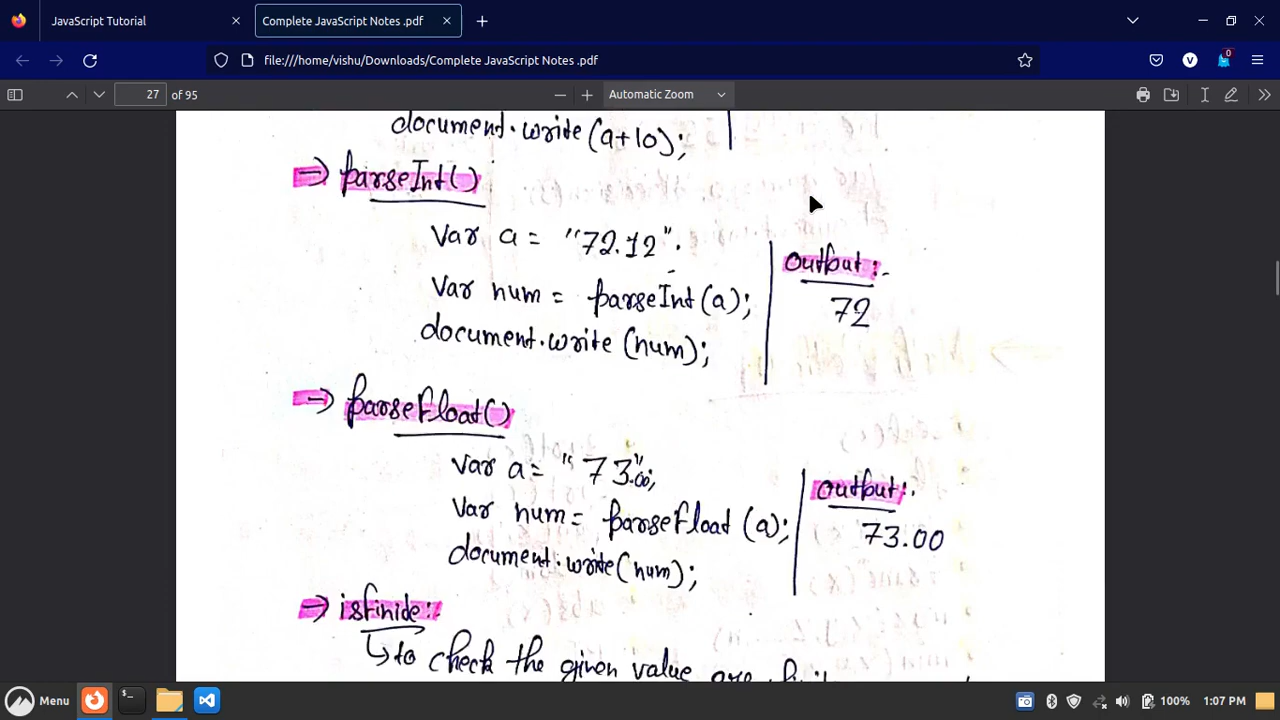 JavaScript Tutorial
Complete JavaScript Notes .pdf
file:///home/vishu/Downloads/Complete JavaScript Notes .pdf
V
0
27 of 95
Automatic Zoom
document.write(a+10);
=> parseInt()
Var a = "72.12".
Output:-
Var num = parseInt(a);
72
document.write (num);
→ parseFloat()
Var a = "73".00;
Output:-
Var num = parseFloat (a);
73.00
document.write(num);
→ isfinide:-
↳ to check the given value are
Menu
100%
1:07 PM